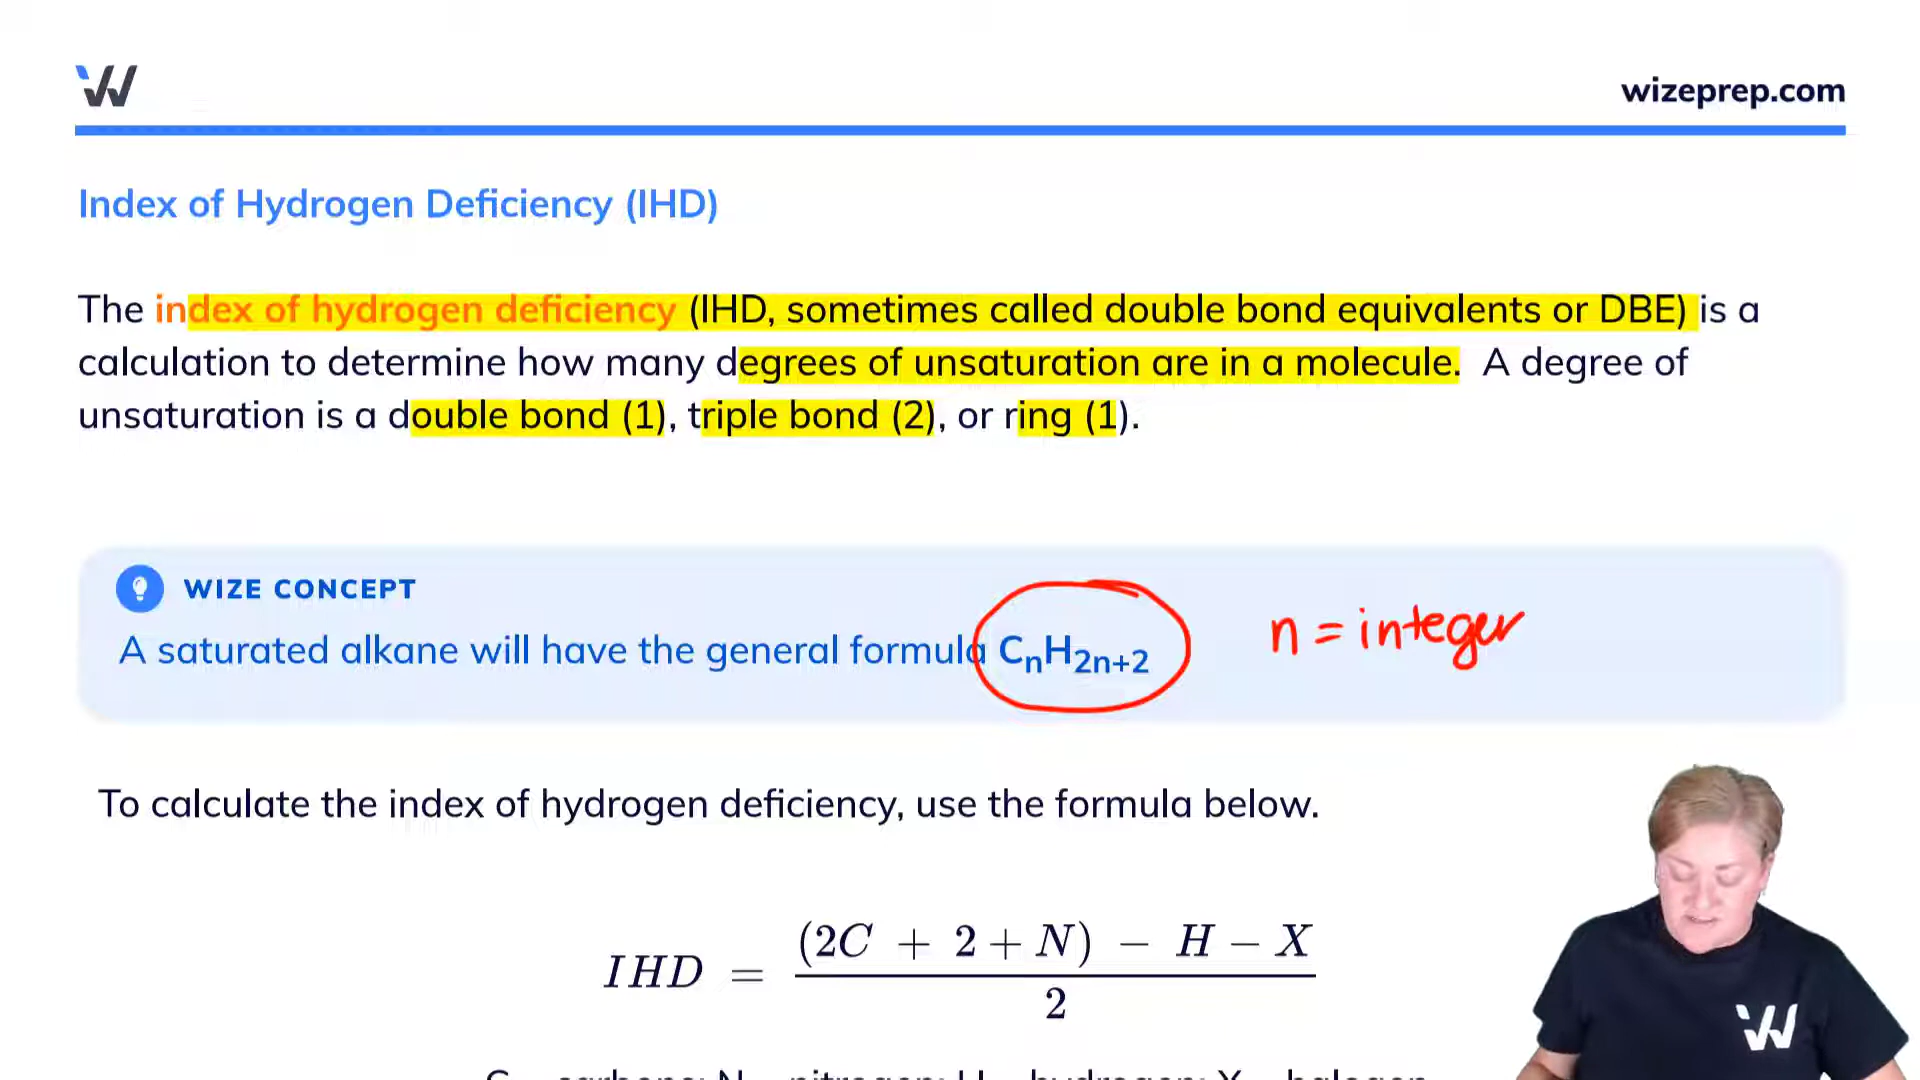 W
wizeprep.com
Index of Hydrogen Deficiency (IHD)
The index of hydrogen deficiency (IHD, sometimes called double bond equivalents or DBE) is a
calculation to determine how many degrees of unsaturation are in a molecule. A degree of
unsaturation is a double bond (1), triple bond (2), or ring (1).
WIZE CONCEPT
A saturated alkane will have the general formula CₙH₂ₙ₊₂
n = integer
To calculate the index of hydrogen deficiency, use the formula below.
IHD = \frac{(2C + 2 + N) - H - X}{2}
W